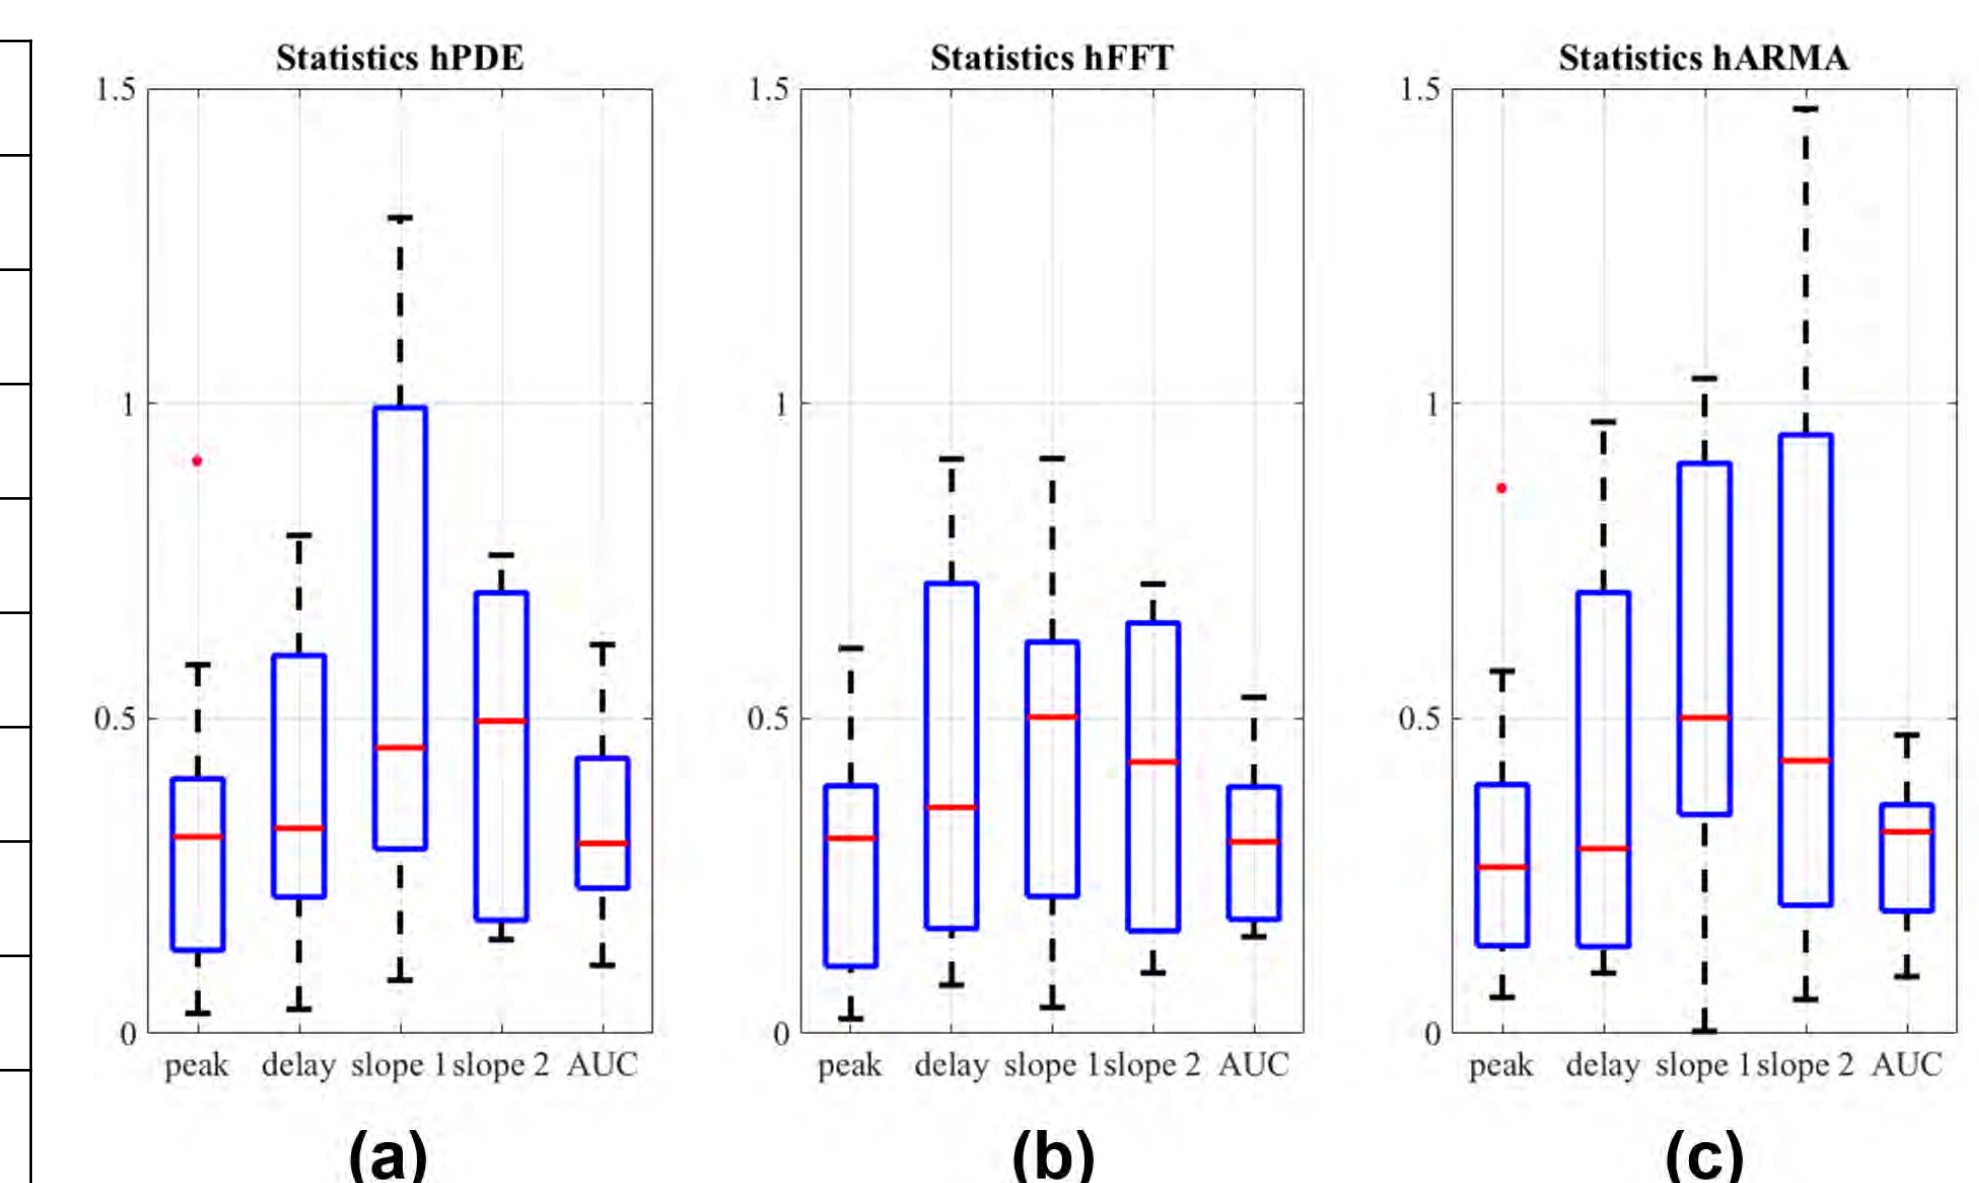 Statistics hPDE
1.5
1
0.5
0
peak delay slope 1 slope 2 AUC
(a)
Statistics hFFT
1.5
1
0.5
0
peak delay slope 1 slope 2 AUC
(b)
Statistics hARMA
1.5
1
0.5
0
peak delay slope 1 slope 2 AUC
(c)